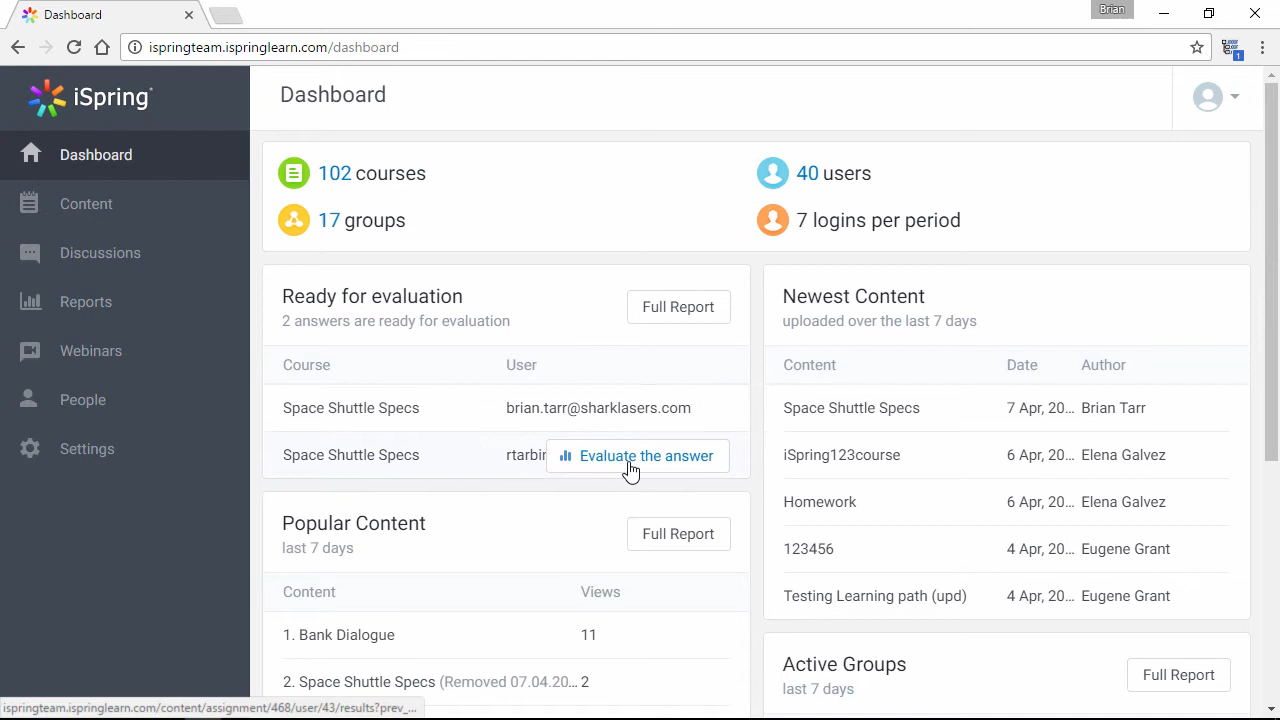 Dashboard
Brian
ispringteam.ispringlearn.com/dashboard
1
iSpring
Dashboard
Dashboard
Content
Discussions
Reports
Webinars
People
Settings
102 courses
40 users
17 groups
7 logins per period
Ready for evaluation
2 answers are ready for evaluation
Full Report
Course User
Space Shuttle Specs brian.tarr@sharklasers.com
Space Shuttle Specs Evaluate the answer
Popular Content
last 7 days
Full Report
Content Views
1. Bank Dialogue 11
2. Space Shuttle Specs (Removed 07.04.20... 2
Newest Content
uploaded over the last 7 days
Content Date Author
Space Shuttle Specs 7 Apr, 20... Brian Tarr
iSpring123course 6 Apr, 20... Elena Galvez
Homework 6 Apr, 20... Elena Galvez
123456 4 Apr, 20... Eugene Grant
Testing Learning path (upd) 4 Apr, 20... Eugene Grant
Active Groups
last 7 days
Full Report
ispringteam.ispringlearn.com/content/assignment/468/user/43/results?prev_...